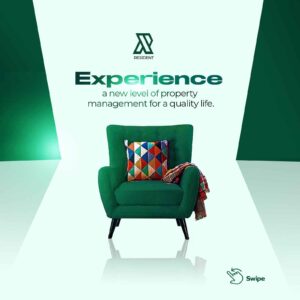 RESIDENT
Experience
a new level of property
management for a quality life.
Swipe